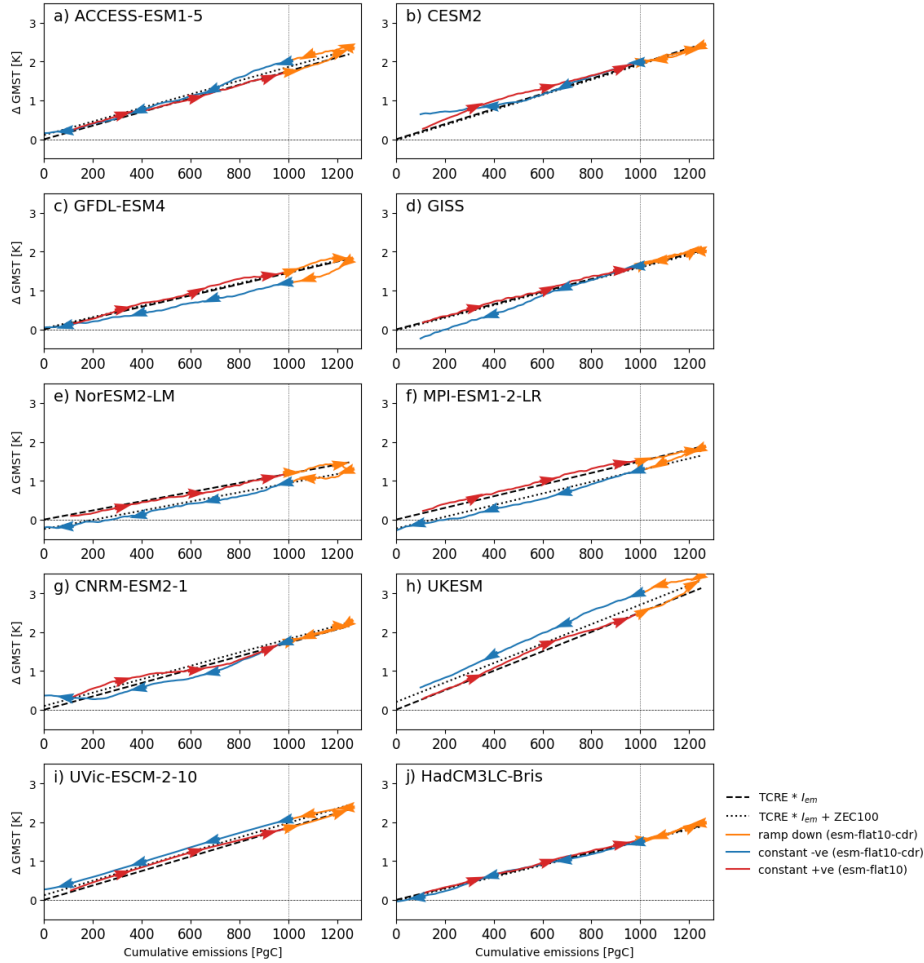 a) ACCESS-ESM1-5
b) CESM2
Δ GMST [K]
3
2
1
0
0 200 400 600 800 1000 1200
0 200 400 600 800 1000 1200
c) GFDL-ESM4
d) GISS
Δ GMST [K]
3
2
1
0
3
2
1
0
0 200 400 600 800 1000 1200
0 200 400 600 800 1000 1200
e) NorESM2-LM
f) MPI-ESM1-2-LR
Δ GMST [K]
3
2
1
0
3
2
1
0
0 200 400 600 800 1000 1200
0 200 400 600 800 1000 1200
g) CNRM-ESM2-1
h) UKESM
Δ GMST [K]
3
2
1
0
3
2
1
0
0 200 400 600 800 1000 1200
0 200 400 600 800 1000 1200
i) UVic-ESCM-2-10
j) HadCM3LC-Bris
Δ GMST [K]
3
2
1
0
3
2
1
0
0 200 400 600 800 1000 1200
Cumulative emissions [PgC]
0 200 400 600 800 1000 1200
Cumulative emissions [PgC]
TCRE * I_em
TCRE * I_em + ZEC100
ramp down (esm-flat10-cdr)
constant -ve (esm-flat10-cdr)
constant +ve (esm-flat10)